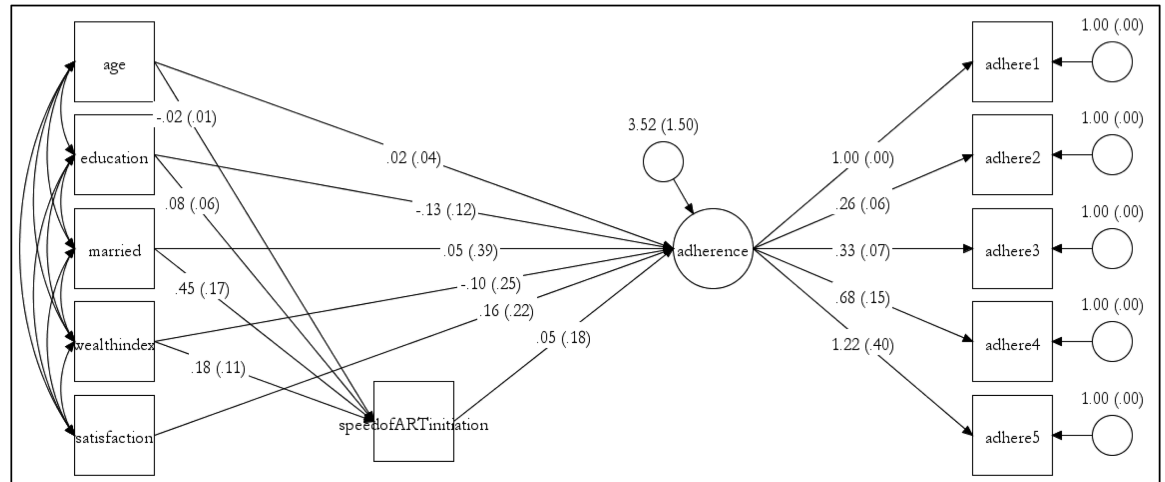 age
education
married
wealthindex
satisfaction
-.02 (.01)
.08 (.06)
.45 (.17)
.18 (.11)
speedofARTinitiation
.02 (.04)
-.13 (.12)
.05 (.39)
-.10 (.25)
.16 (.22)
.05 (.18)
3.52 (1.50)
adherence
1.00 (.00)
.26 (.06)
.33 (.07)
.68 (.15)
1.22 (.40)
adhere1
1.00 (.00)
adhere2
1.00 (.00)
adhere3
1.00 (.00)
adhere4
1.00 (.00)
adhere5
1.00 (.00)